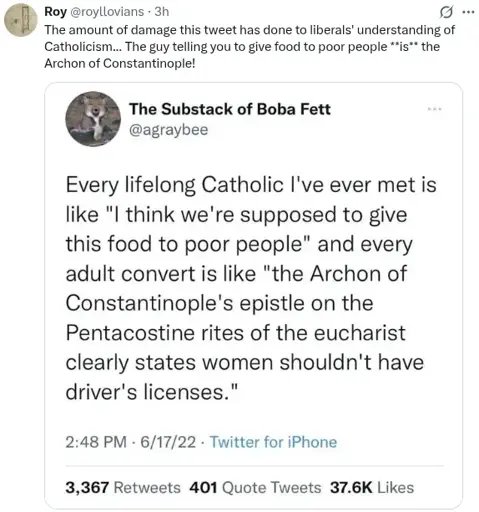 Roy @royllovians · 3h
The amount of damage this tweet has done to liberals' understanding of
Catholicism... The guy telling you to give food to poor people **is** the
Archon of Constantinople!
The Substack of Boba Fett
@agraybee
Every lifelong Catholic I've ever met is
like "I think we're supposed to give
this food to poor people" and every
adult convert is like "the Archon of
Constantinople's epistle on the
Pentacostine rites of the eucharist
clearly states women shouldn't have
driver's licenses."
2:48 PM · 6/17/22 · Twitter for iPhone
3,367 Retweets 401 Quote Tweets 37.6K Likes